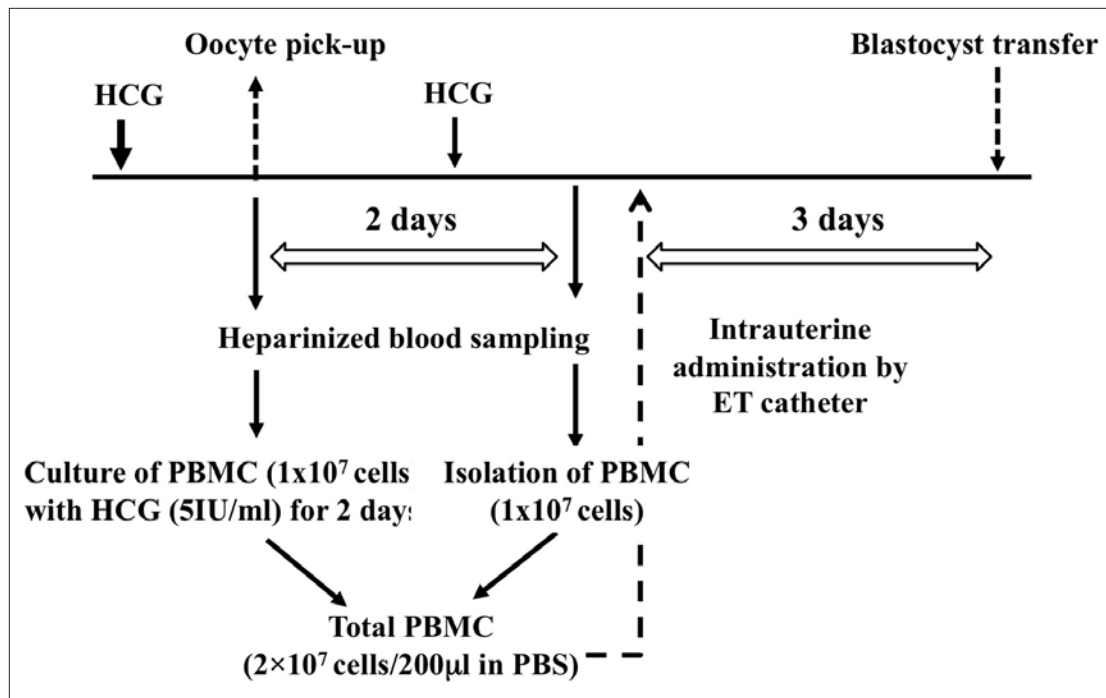 Oocyte pick-up
Blastocyst transfer
HCG
HCG
2 days
3 days
Heparinized blood sampling
Intrauterine
administration by
ET catheter
Culture of PBMC (1x10⁷ cells
with HCG (5IU/ml) for 2 days
Isolation of PBMC
(1x10⁷ cells)
Total PBMC
(2×10⁷ cells/200μl in PBS)